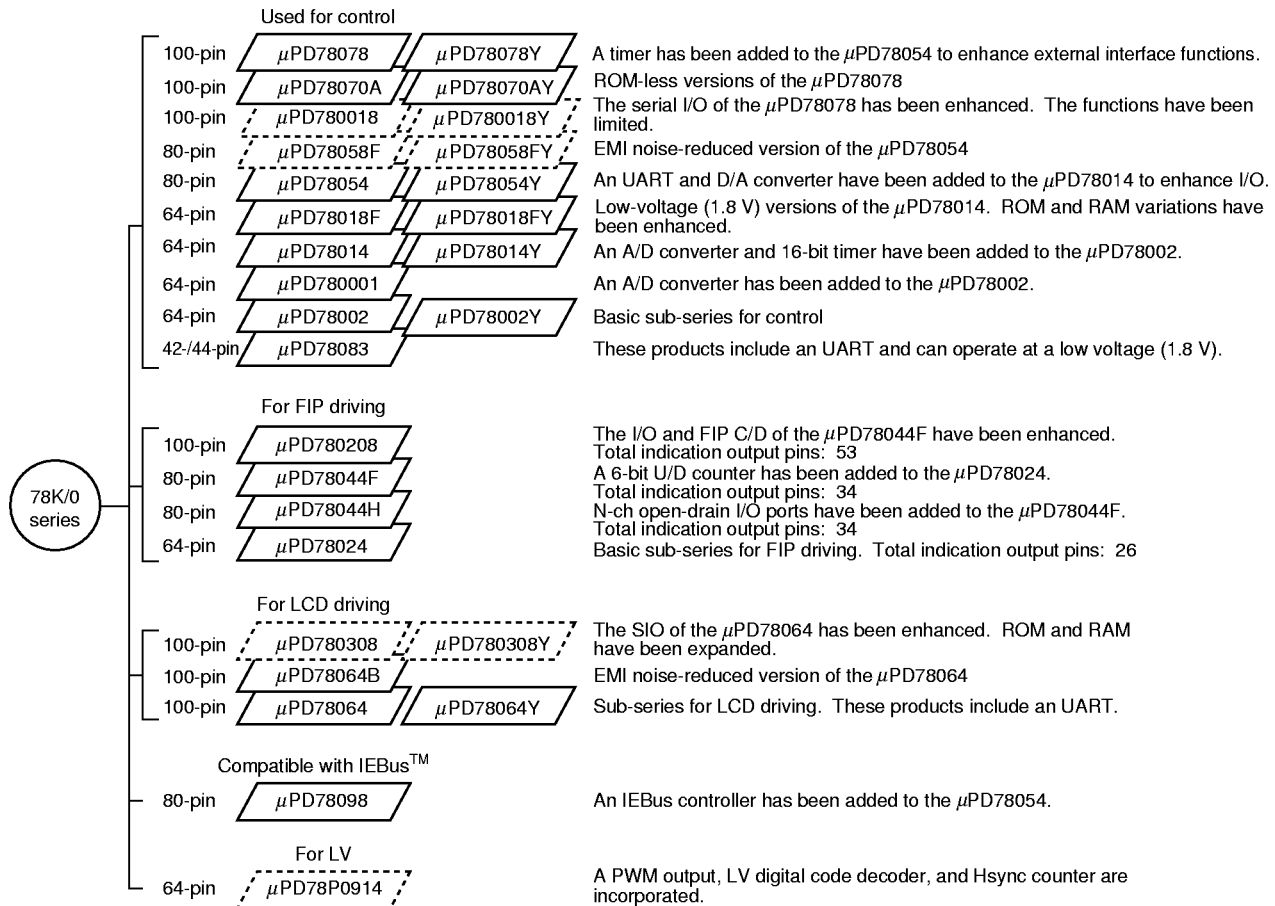 Used for control
100-pin μPD78078 μPD78078Y A timer has been added to the μPD78054 to enhance external interface functions.
100-pin μPD78070A μPD78070AY ROM-less versions of the μPD78078
100-pin μPD780018 μPD780018Y The serial I/O of the μPD78078 has been enhanced. The functions have been
limited.
80-pin μPD78058F μPD78058FY EMI noise-reduced version of the μPD78054
80-pin μPD78054 μPD78054Y An UART and D/A converter have been added to the μPD78014 to enhance I/O.
64-pin μPD78018F μPD78018FY Low-voltage (1.8 V) versions of the μPD78014. ROM and RAM variations have
been enhanced.
64-pin μPD78014 μPD78014Y An A/D converter and 16-bit timer have been added to the μPD78002.
64-pin μPD780001 An A/D converter has been added to the μPD78002.
64-pin μPD78002 μPD78002Y Basic sub-series for control
42-/44-pin μPD78083 These products include an UART and can operate at a low voltage (1.8 V).
For FIP driving
100-pin μPD780208 The I/O and FIP C/D of the μPD78044F have been enhanced.
Total indication output pins: 53
80-pin μPD78044F A 6-bit U/D counter has been added to the μPD78024.
Total indication output pins: 34
80-pin μPD78044H N-ch open-drain I/O ports have been added to the μPD78044F.
Total indication output pins: 34
64-pin μPD78024 Basic sub-series for FIP driving. Total indication output pins: 26
78K/0
series
For LCD driving
100-pin μPD780308 μPD780308Y The SIO of the μPD78064 has been enhanced. ROM and RAM
have been expanded.
100-pin μPD78064B EMI noise-reduced version of the μPD78064
100-pin μPD78064 μPD78064Y Sub-series for LCD driving. These products include an UART.
Compatible with IEBus™
80-pin μPD78098 An IEBus controller has been added to the μPD78054.
For LV
64-pin μPD78P0914 A PWM output, LV digital code decoder, and Hsync counter are
incorporated.